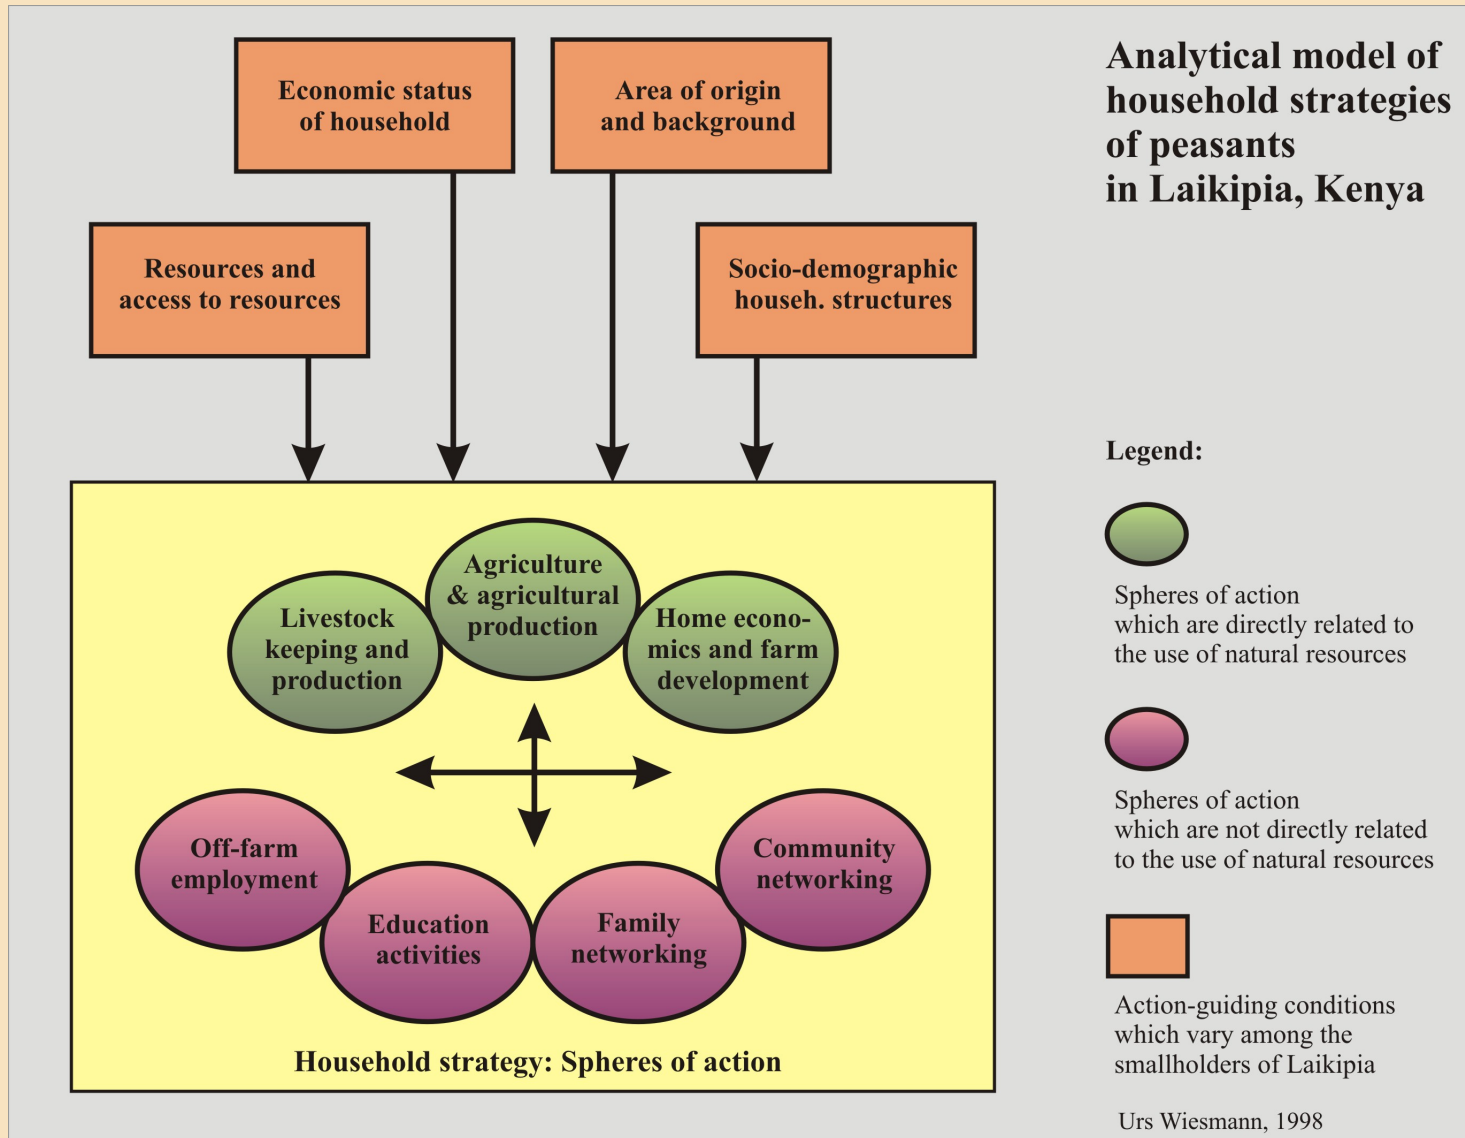 Analytical model of
household strategies
of peasants
in Laikipia, Kenya
Economic status
of household
Area of origin
and background
Resources and
access to resources
Socio-demographic
househ. structures
Agriculture
& agricultural
production
Livestock
keeping and
production
Home econo-
mics and farm
development
Off-farm
employment
Education
activities
Family
networking
Community
networking
Household strategy: Spheres of action
Legend:
Spheres of action
which are directly related to
the use of natural resources
Spheres of action
which are not directly related
to the use of natural resources
Action-guiding conditions
which vary among the
smallholders of Laikipia
Urs Wiesmann, 1998